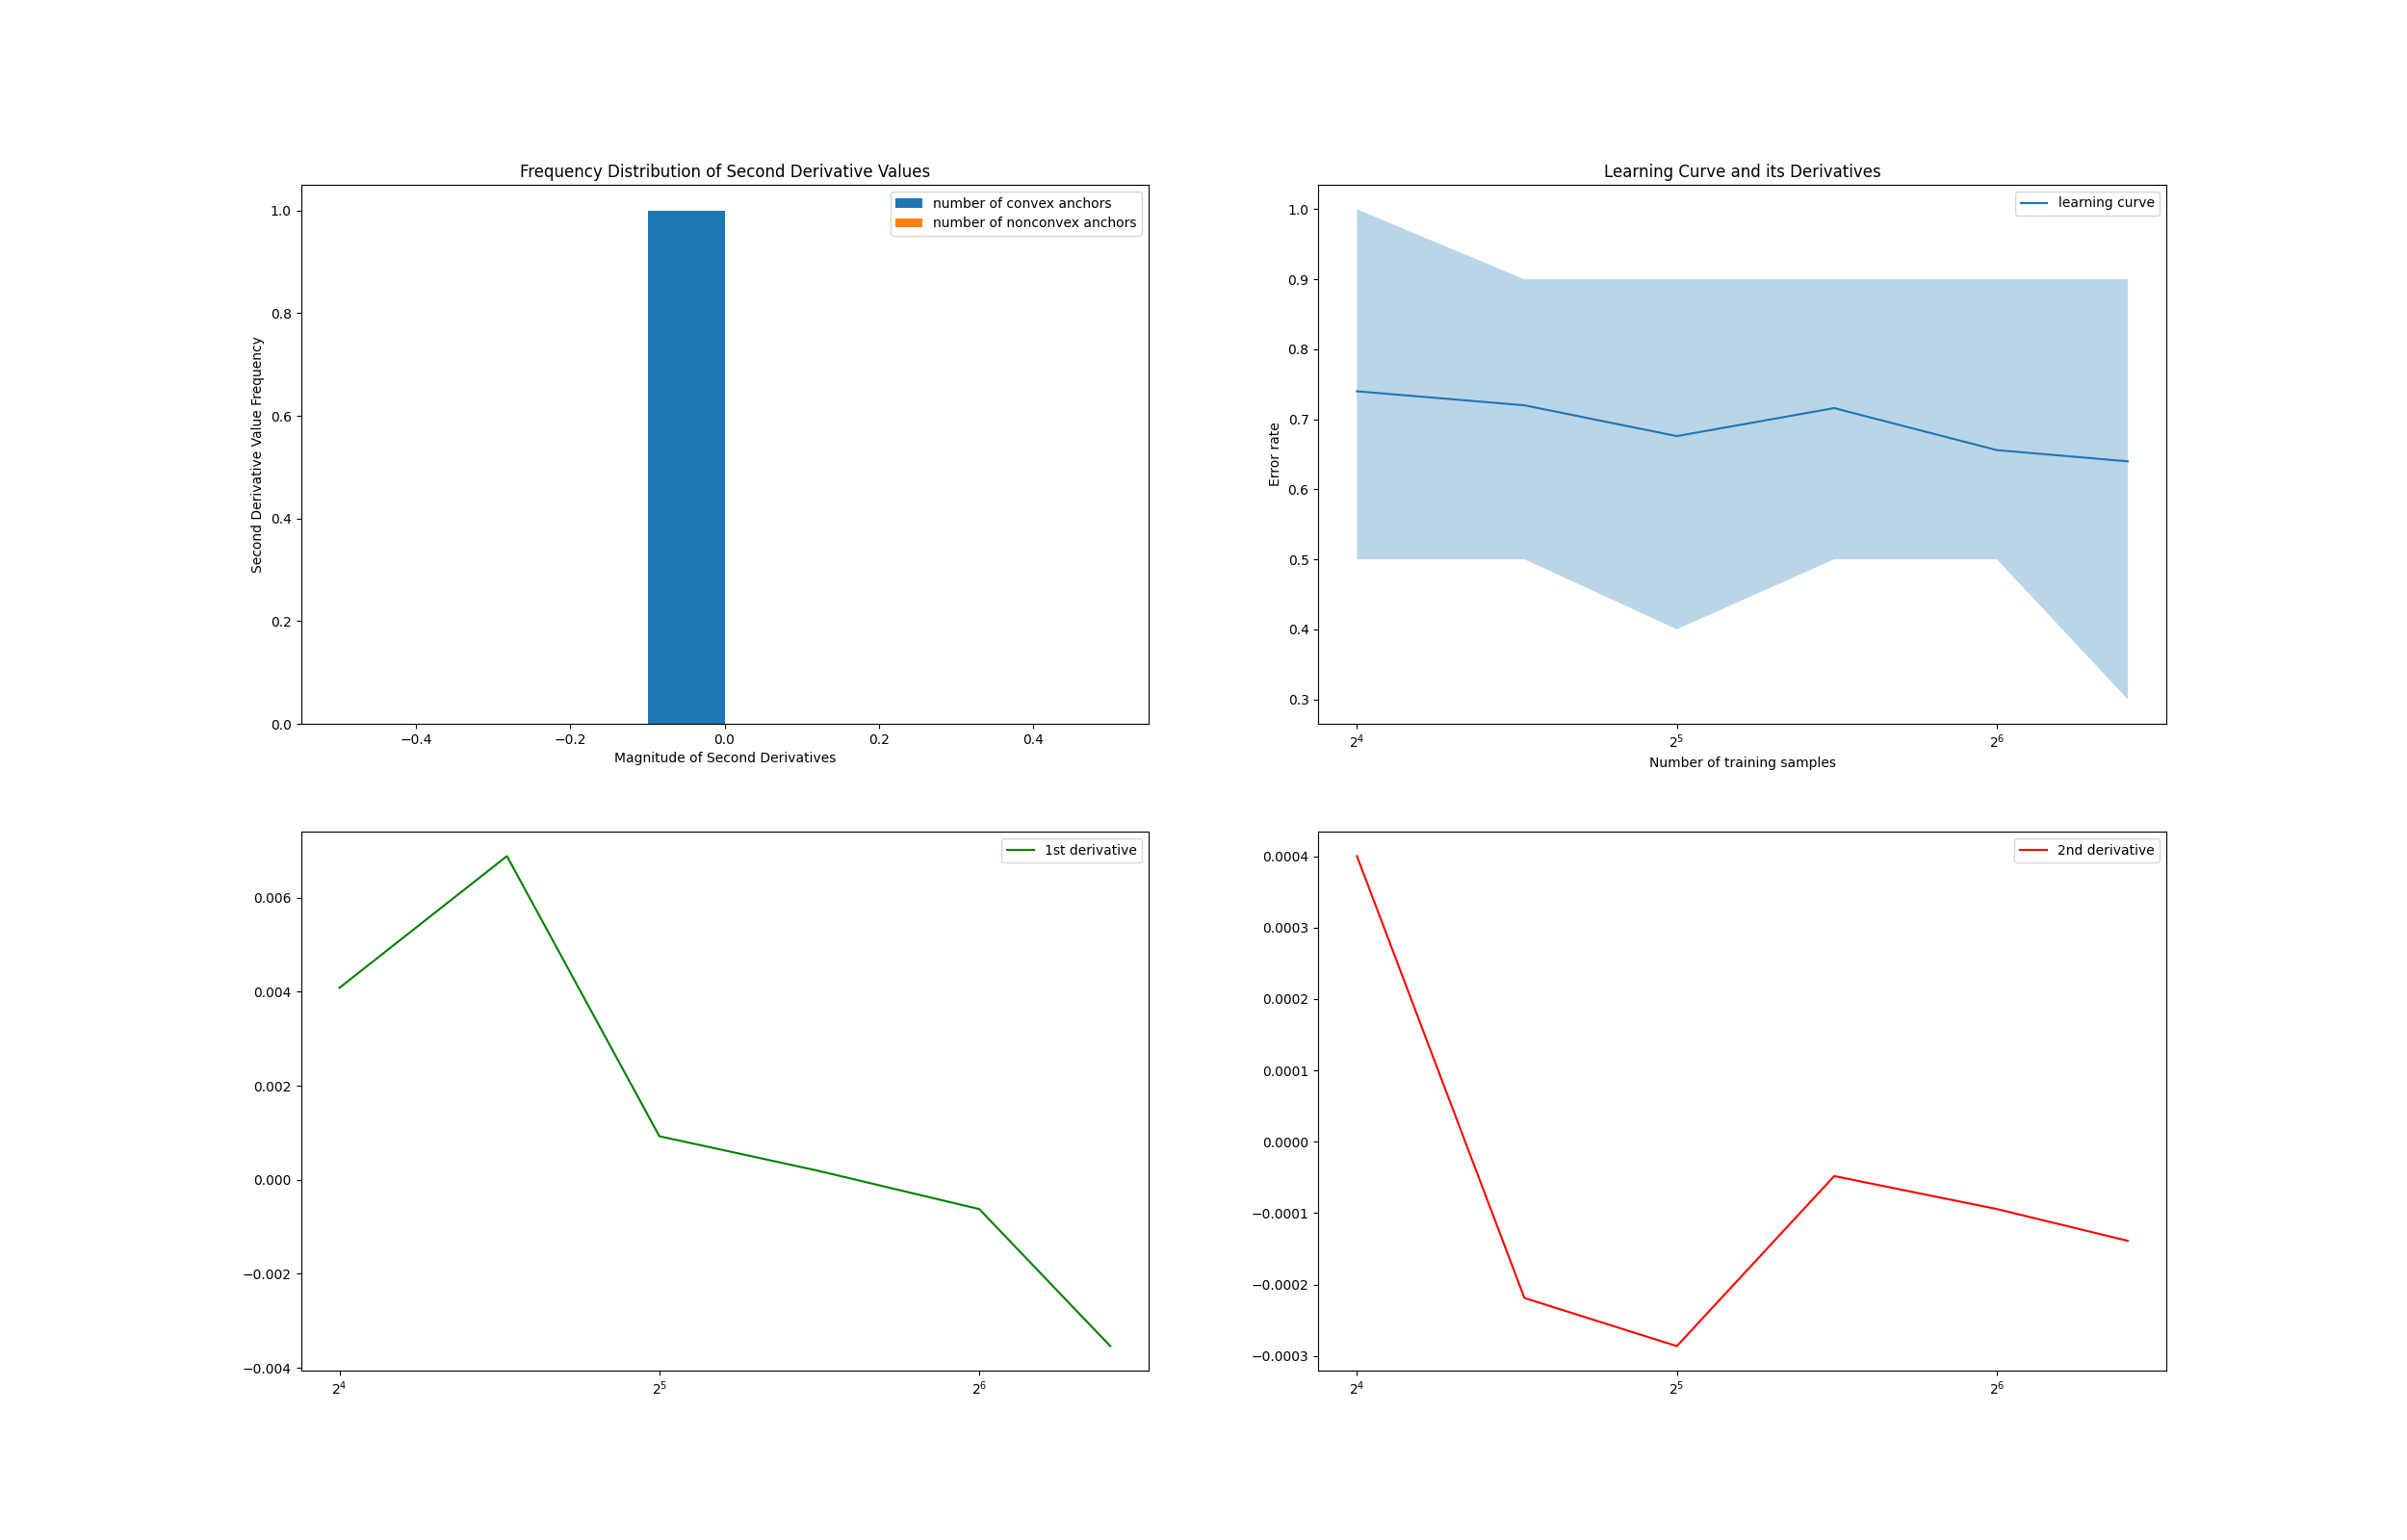 Frequency Distribution of Second Derivative Values
number of convex anchors
number of nonconvex anchors
Second Derivative Value Frequency
1.0
0.8
0.6
0.4
0.2
0.0
−0.4 −0.2 0.0 0.2 0.4
Magnitude of Second Derivatives
Learning Curve and its Derivatives
learning curve
Error rate
1.0
0.9
0.8
0.7
0.6
0.5
0.4
0.3
2⁴ 2⁵ 2⁶
Number of training samples
1st derivative
0.006
0.004
0.002
0.000
−0.002
−0.004
2⁴ 2⁵ 2⁶
2nd derivative
0.0004
0.0003
0.0002
0.0001
0.0000
−0.0001
−0.0002
−0.0003
2⁴ 2⁵ 2⁶